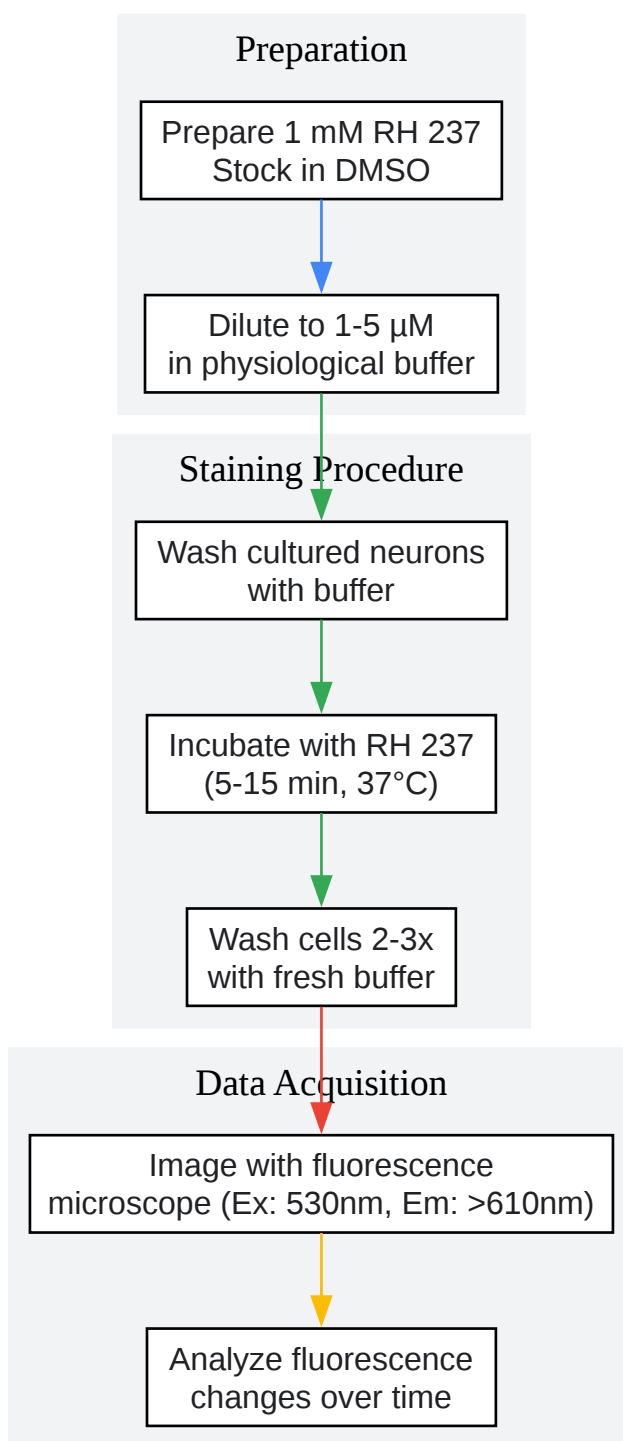 Preparation
Prepare 1 mM RH 237
Stock in DMSO
Dilute to 1-5 µM
in physiological buffer
Staining Procedure
Wash cultured neurons
with buffer
Incubate with RH 237
(5-15 min, 37°C)
Wash cells 2-3x
with fresh buffer
Data Acquisition
Image with fluorescence
microscope (Ex: 530nm, Em: >610nm)
Analyze fluorescence
changes over time